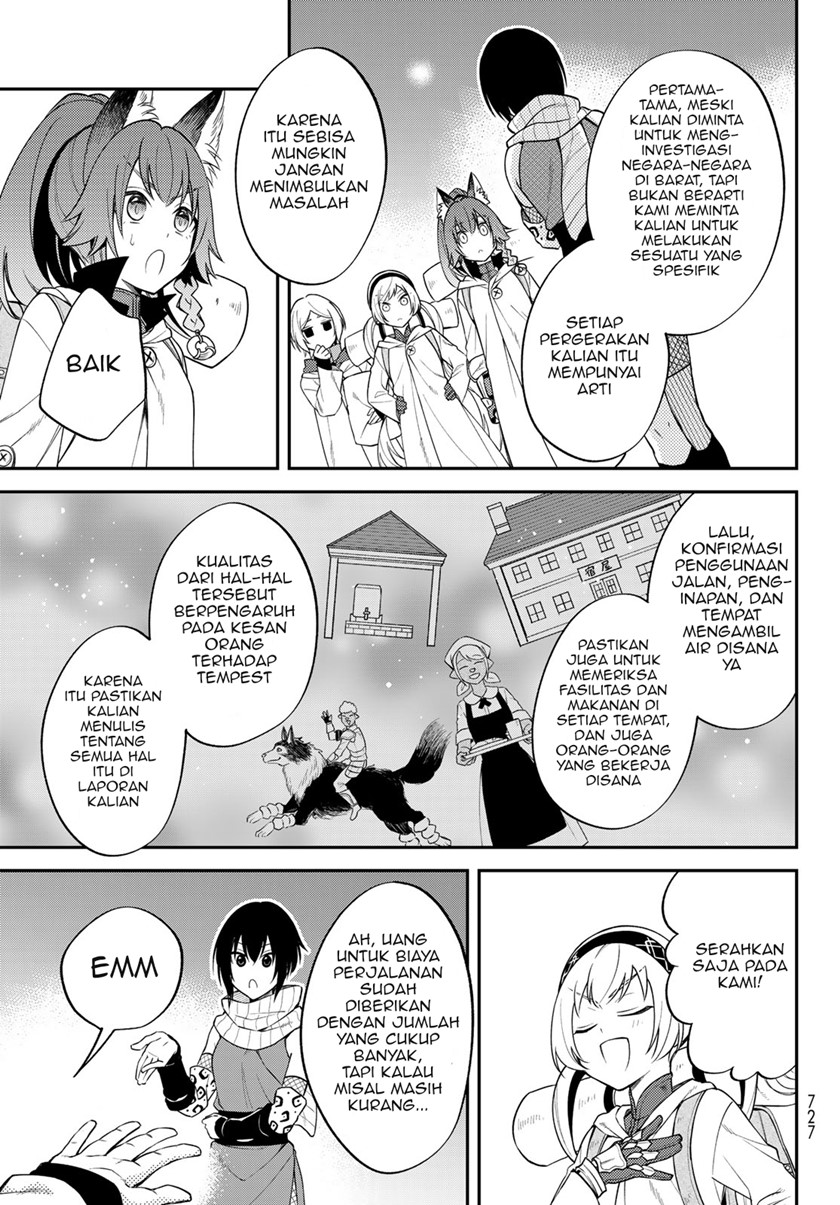 PERTAMA-
TAMA, MESKI
KALIAN DIMINTA
UNTUK MENG-
INVESTIGASI
NEGARA-NEGARA
DI BARAT, TAPI
BUKAN BERARTI
KAMI MEMINTA
KALIAN UNTUK
MELAKUKAN
SESUATU YANG
SPESIFIK
SETIAP
PERGERAKAN
KALIAN ITU
MEMPUNYAI
ARTI
KARENA
ITU SEBISA
MUNGKIN
JANGAN
MENIMBULKAN
MASALAH
BAIK
LALU,
KONFIRMASI
PENGGUNAAN
JALAN, PENG-
INAPAN, DAN
TEMPAT
MENGAMBIL
AIR DISANA
YA
宿屋
PASTIKAN
JUGA UNTUK
MEMERIKSA
FASILITAS DAN
MAKANAN DI
SETIAP TEMPAT,
DAN JUGA
ORANG-ORANG
YANG BEKERJA
DISANA
KUALITAS
DARI HAL-HAL
TERSEBUT
BERPENGARUH
PADA KESAN
ORANG
TERHADAP
TEMPEST
KARENA
ITU PASTIKAN
KALIAN
MENULIS
TENTANG
SEMUA HAL
ITU DI
LAPORAN
KALIAN
SERAHKAN
SAJA PADA
KAMI!
AH, UANG
UNTUK BIAYA
PERJALANAN
SUDAH
DIBERIKAN
DENGAN JUMLAH
YANG CUKUP
BANYAK,
TAPI KALAU
MISAL MASIH
KURANG...
EMM
727